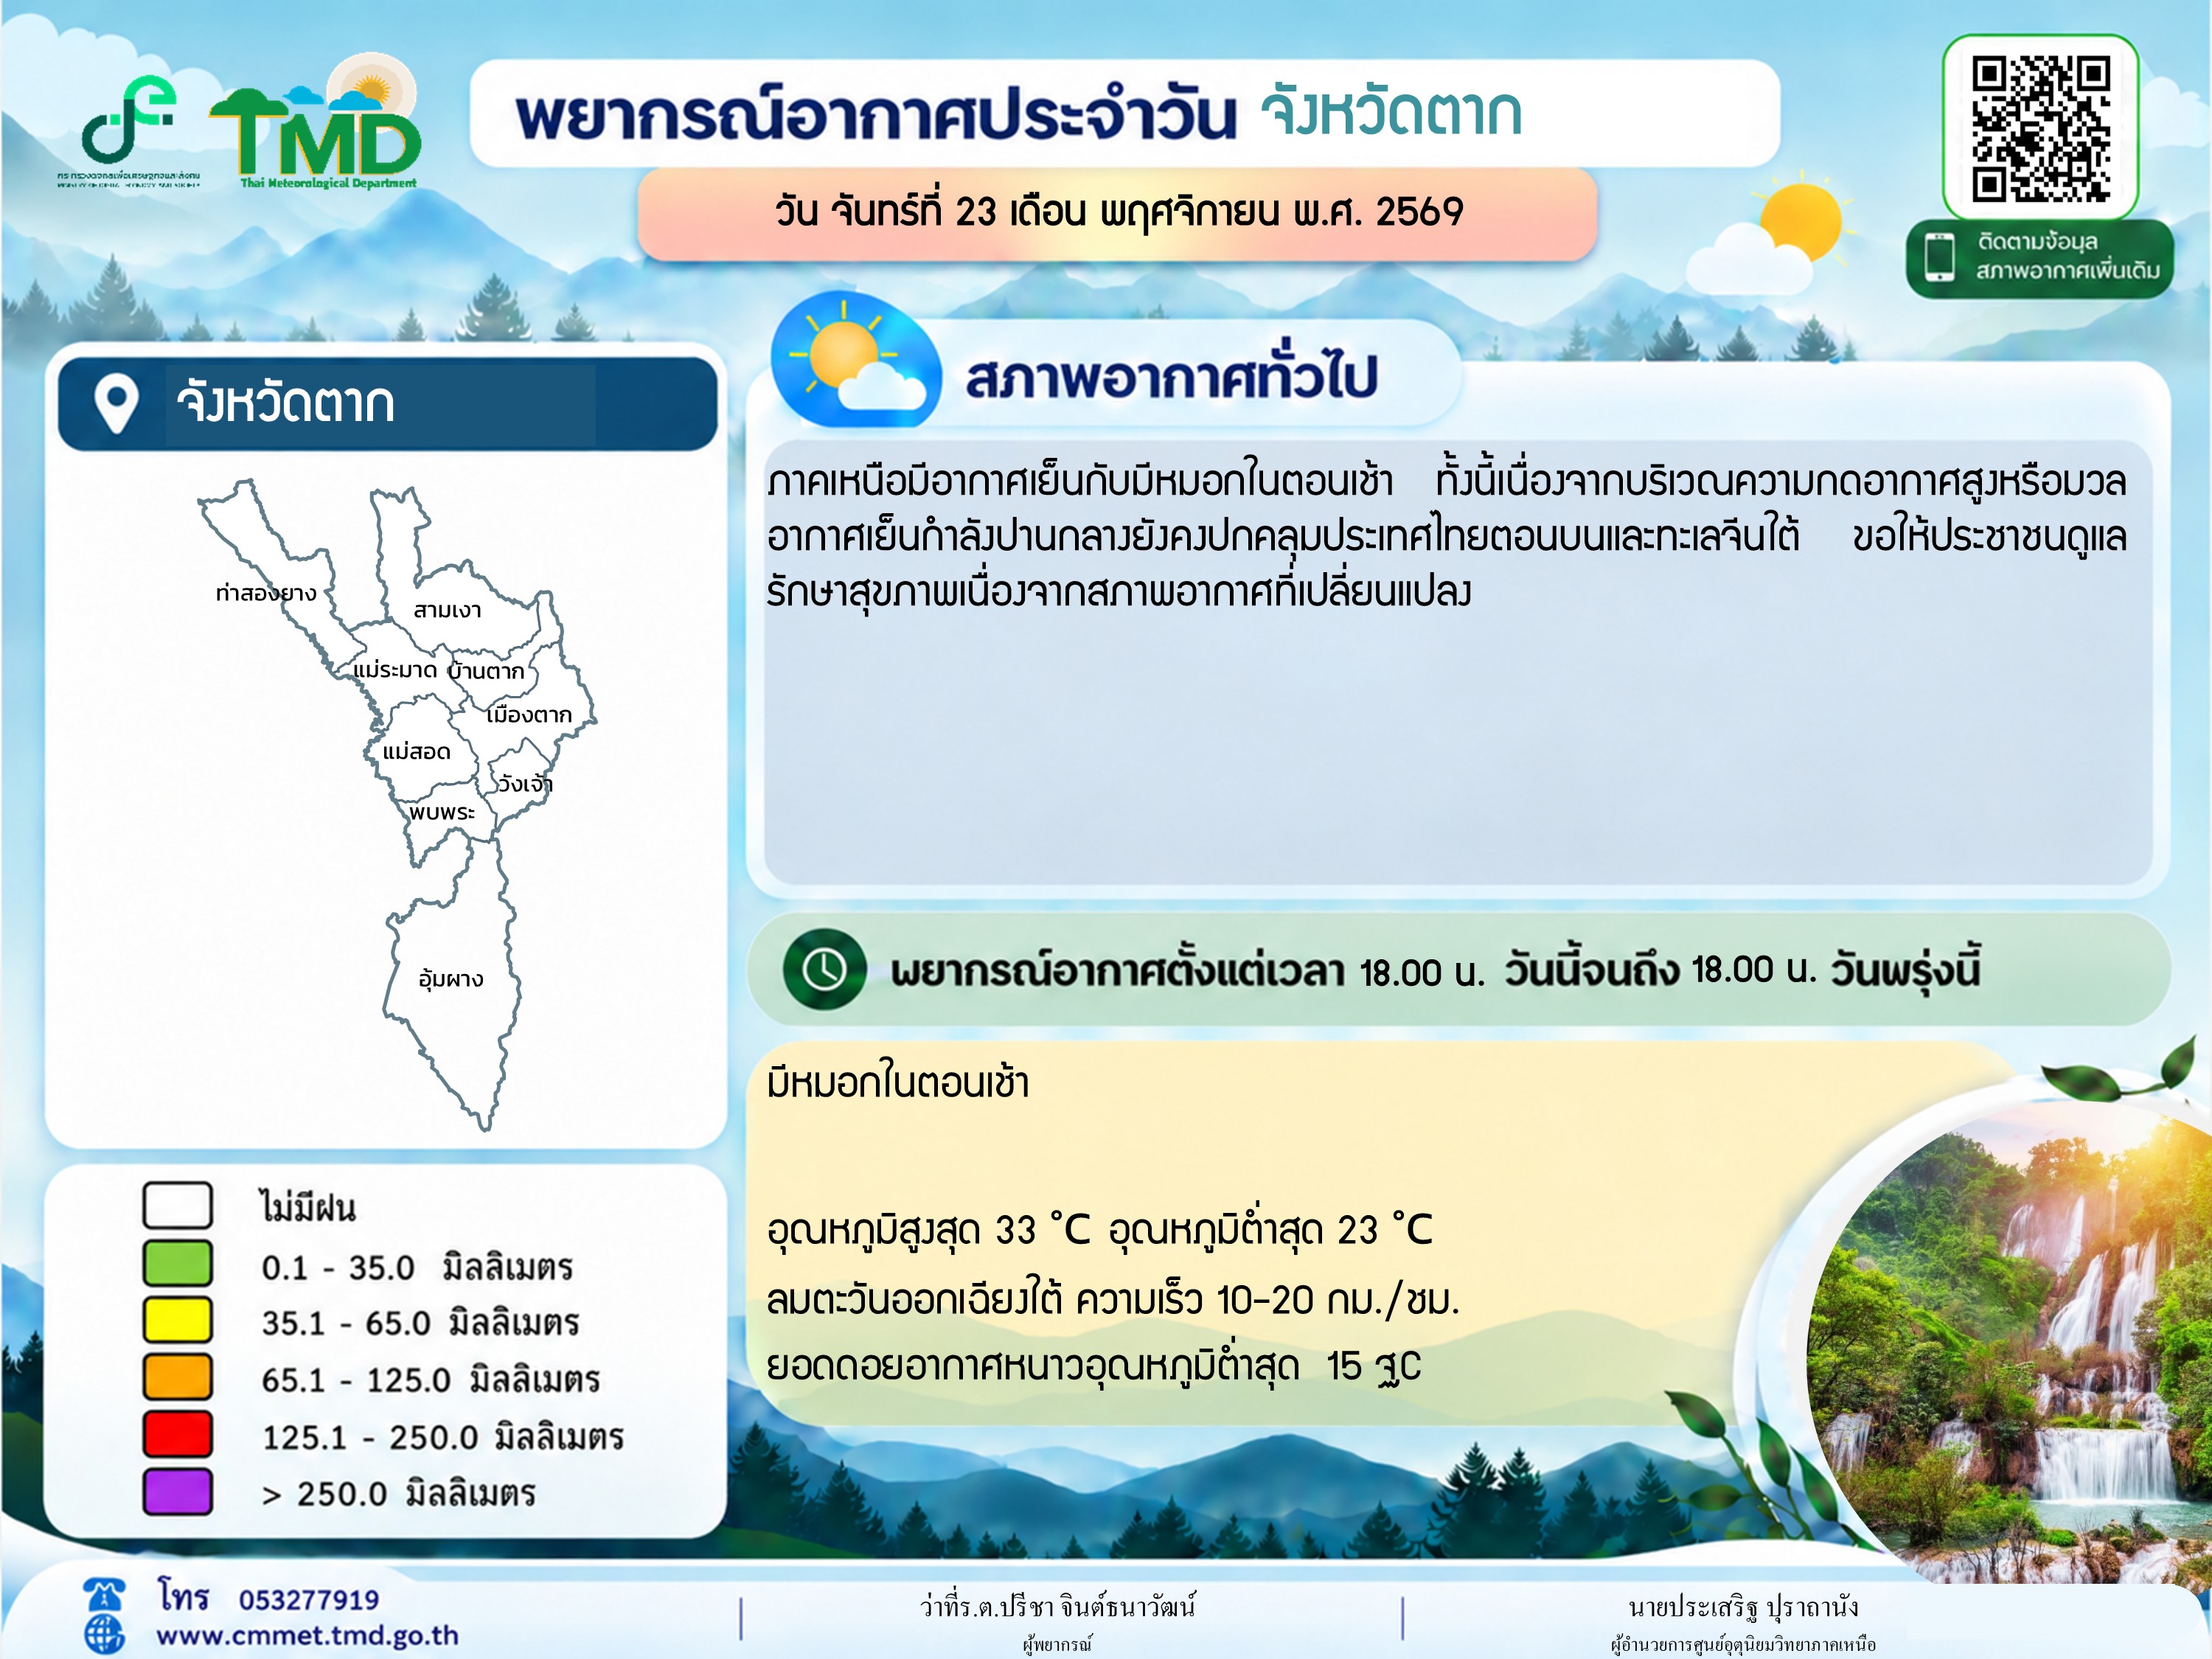 TMD
Thai Meteorological Department
พยากรณ์อากาศประจำวัน จังหวัดตาก
วัน จันทร์ที่ 23 เดือน พฤศจิกายน พ.ศ. 2569
ติดตามข้อมูล
สภาพอากาศเพิ่มเติม
จังหวัดตาก
ท่าสองยาง
สามเงา
แม่ระมาด บ้านตาก
เมืองตาก
แม่สอด
วังเจ้า
พบพระ
อุ้มผาง
ไม่มีฝน
0.1 - 35.0 มิลลิเมตร
35.1 - 65.0 มิลลิเมตร
65.1 - 125.0 มิลลิเมตร
125.1 - 250.0 มิลลิเมตร
> 250.0 มิลลิเมตร
สภาพอากาศทั่วไป
ภาคเหนือมีอากาศเย็นกับมีหมอกในตอนเช้า ทั้งนี้เนื่องจากบริเวณความกดอากาศสูงหรือมวล
อากาศเย็นกำลังปานกลางยังคงปกคลุมประเทศไทยตอนบนและทะเลจีนใต้ ขอให้ประชาชนดูแล
รักษาสุขภาพเนื่องจากสภาพอากาศที่เปลี่ยนแปลง
พยากรณ์อากาศตั้งแต่เวลา 18.00 น. วันนี้จนถึง 18.00 น. วันพรุ่งนี้
มีหมอกในตอนเช้า
อุณหภูมิสูงสุด 33 °C อุณหภูมิต่ำสุด 23 °C
ลมตะวันออกเฉียงใต้ ความเร็ว 10-20 กม./ชม.
ยอดดอยอากาศหนาวอุณหภูมิต่ำสุด 15 ฐC
โทร 053277919
www.cmmet.tmd.go.th
ว่าที่ร.ต.ปรีชา จินต์ธนาวัฒน์
ผู้พยากรณ์
นายประเสริฐ ปุราถานัง
ผู้อำนวยการศูนย์อุตุนิยมวิทยาภาคเหนือ